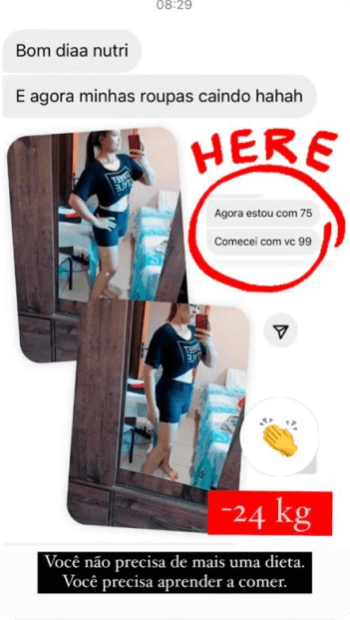 08:29
Bom diaa nutri
E agora minhas roupas caindo hahah
HERE
Agora estou com 75
Comecei com vc 99
-24 kg
Você não precisa de mais uma dieta.
Você precisa aprender a comer.